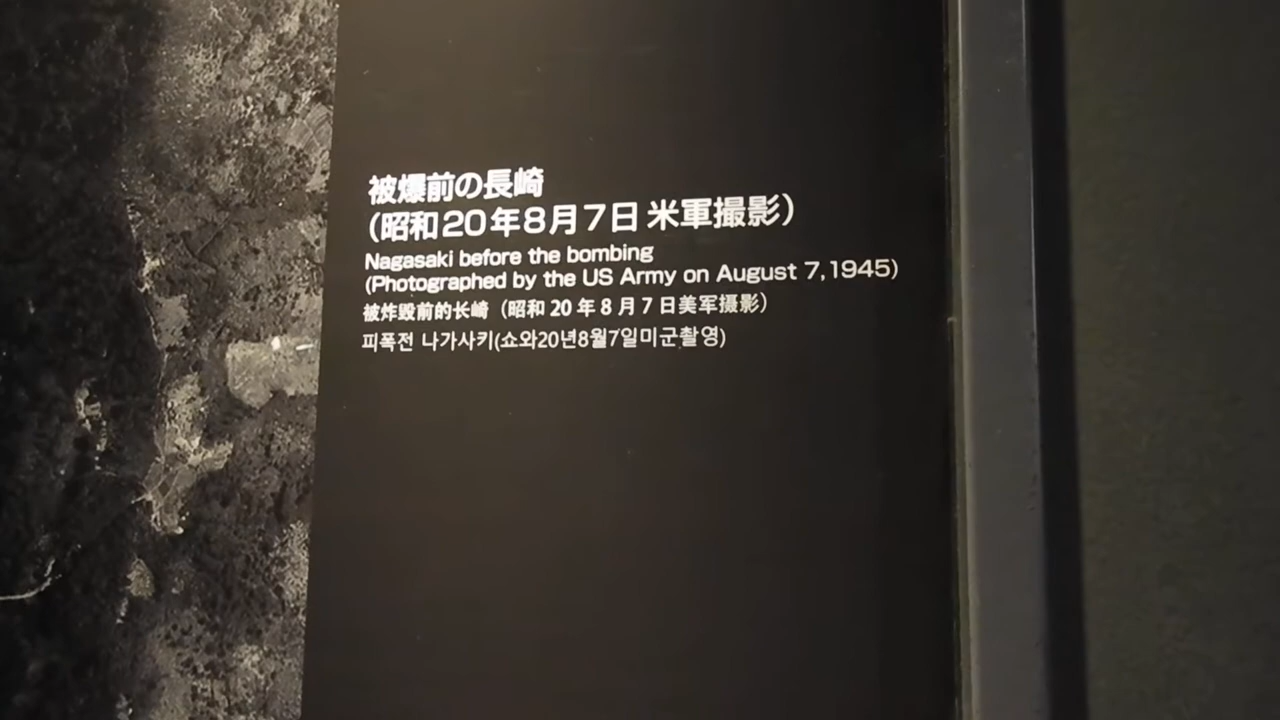 被爆前の長崎
(昭和20年8月7日 米軍撮影)
Nagasaki before the bombing
(Photographed by the US Army on August 7,1945)
被炸毁前的长崎（昭和 20 年 8 月 7 日美军摄影）
피폭전 나가사키(쇼와20년8월7일미군촬영)